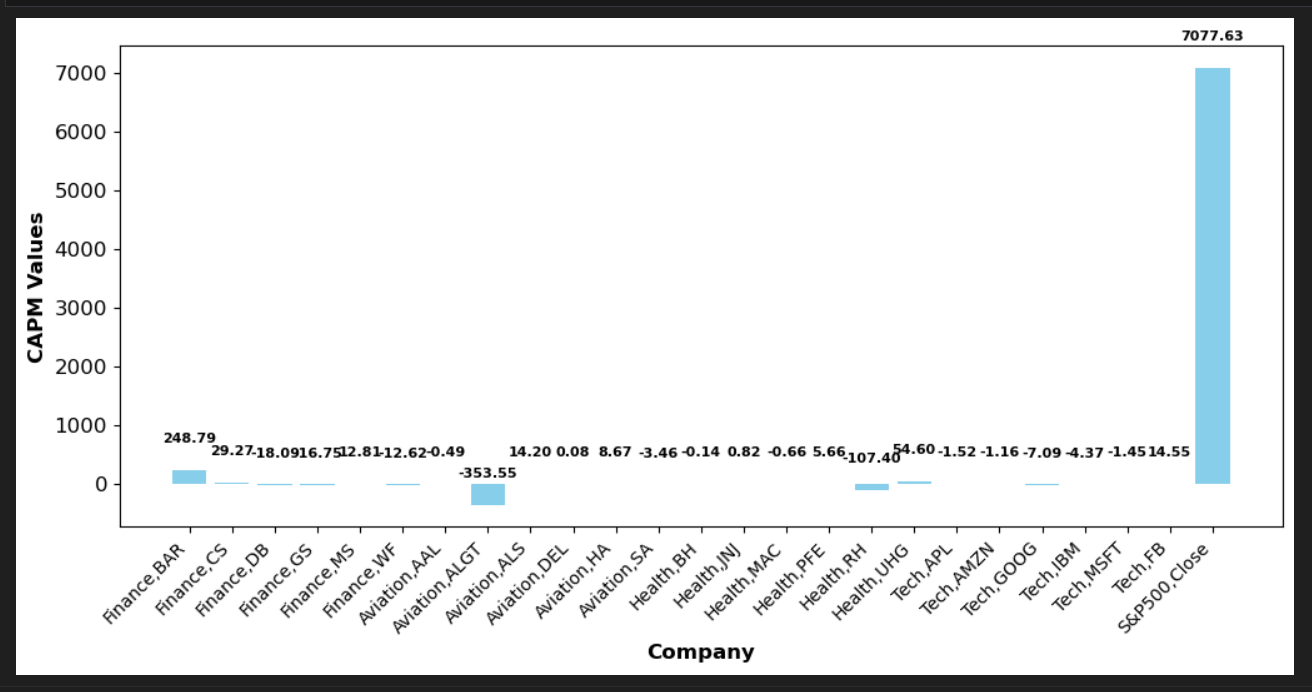 7077.63
7000
6000
5000
4000
3000
2000
1000
0
CAPM Values
248.79 29.27 -18.09 -16.75 12.81 -12.62 -0.49 -353.55 14.20 0.08 8.67 -3.46 -0.14 0.82 -0.66 5.66 -107.40 54.60 -1.52 -1.16 -7.09 -4.37 -1.45 14.55
Finance,BAR
Finance,CS
Finance,DB
Finance,GS
Finance,MS
Finance,WF
Aviation,AAL
Aviation,ALGT
Aviation,ALS
Aviation,DEL
Aviation,HA
Aviation,SA
Health,BH
Health,JNJ
Health,MAC
Health,PFE
Health,RH
Health,UHG
Tech,APL
Tech,AMZN
Tech,GOOG
Tech,IBM
Tech,MSFT
Tech,FB
S&P500,Close
Company